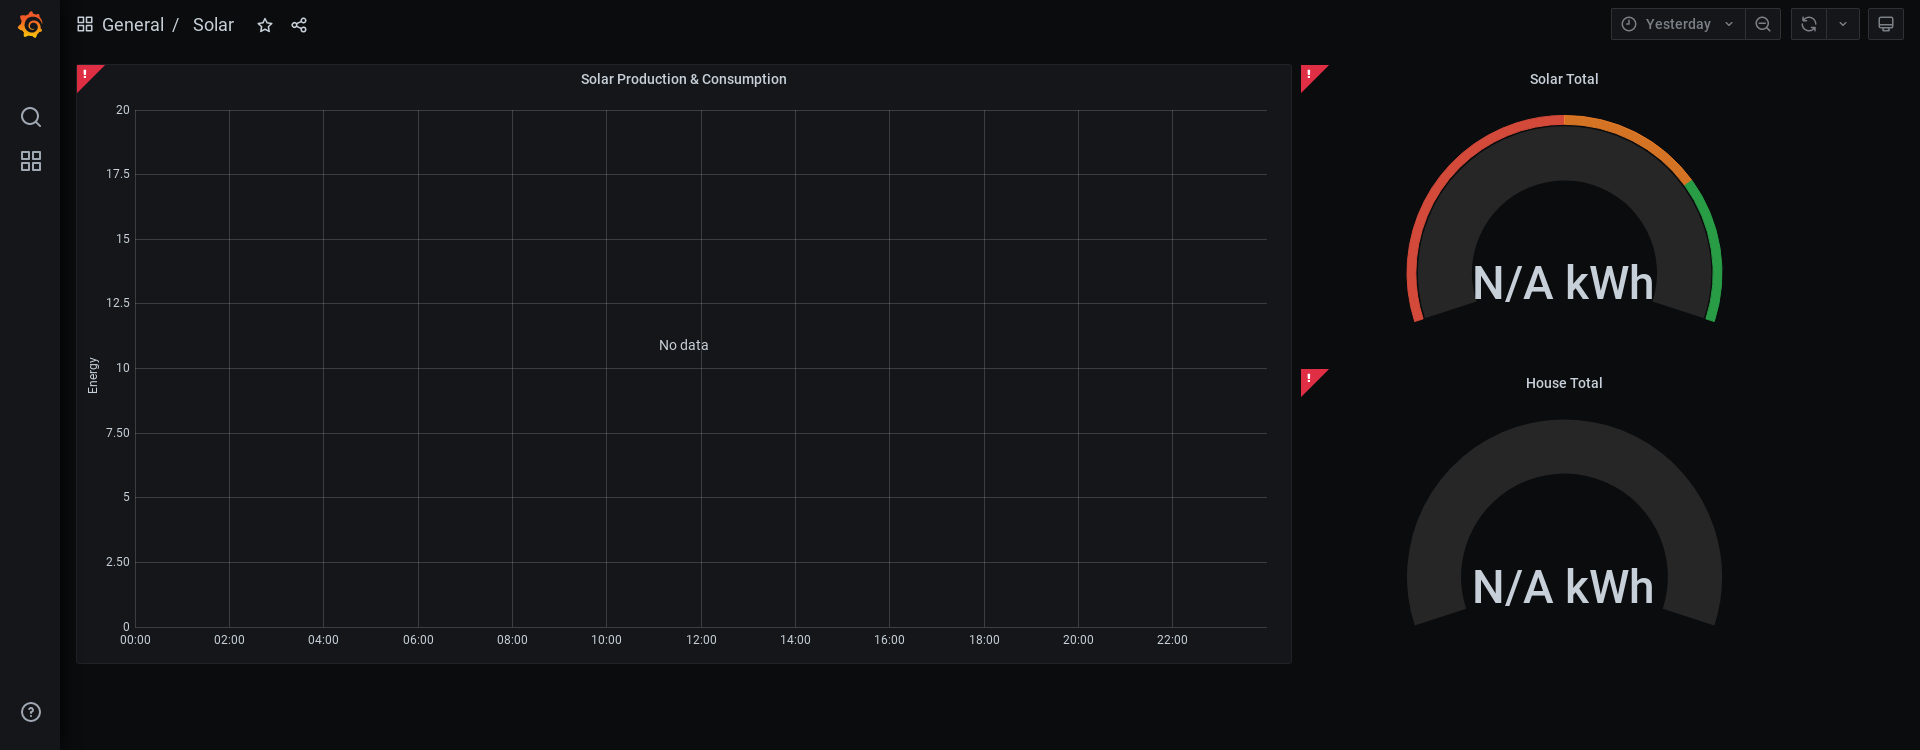 General / Solar
Yesterday
!
Solar Production & Consumption
20
17.5
15
12.5
10
7.50
5
2.50
0
Energy
No data
00:00 02:00 04:00 06:00 08:00 10:00 12:00 14:00 16:00 18:00 20:00 22:00
!
Solar Total
N/A kWh
!
House Total
N/A kWh
?